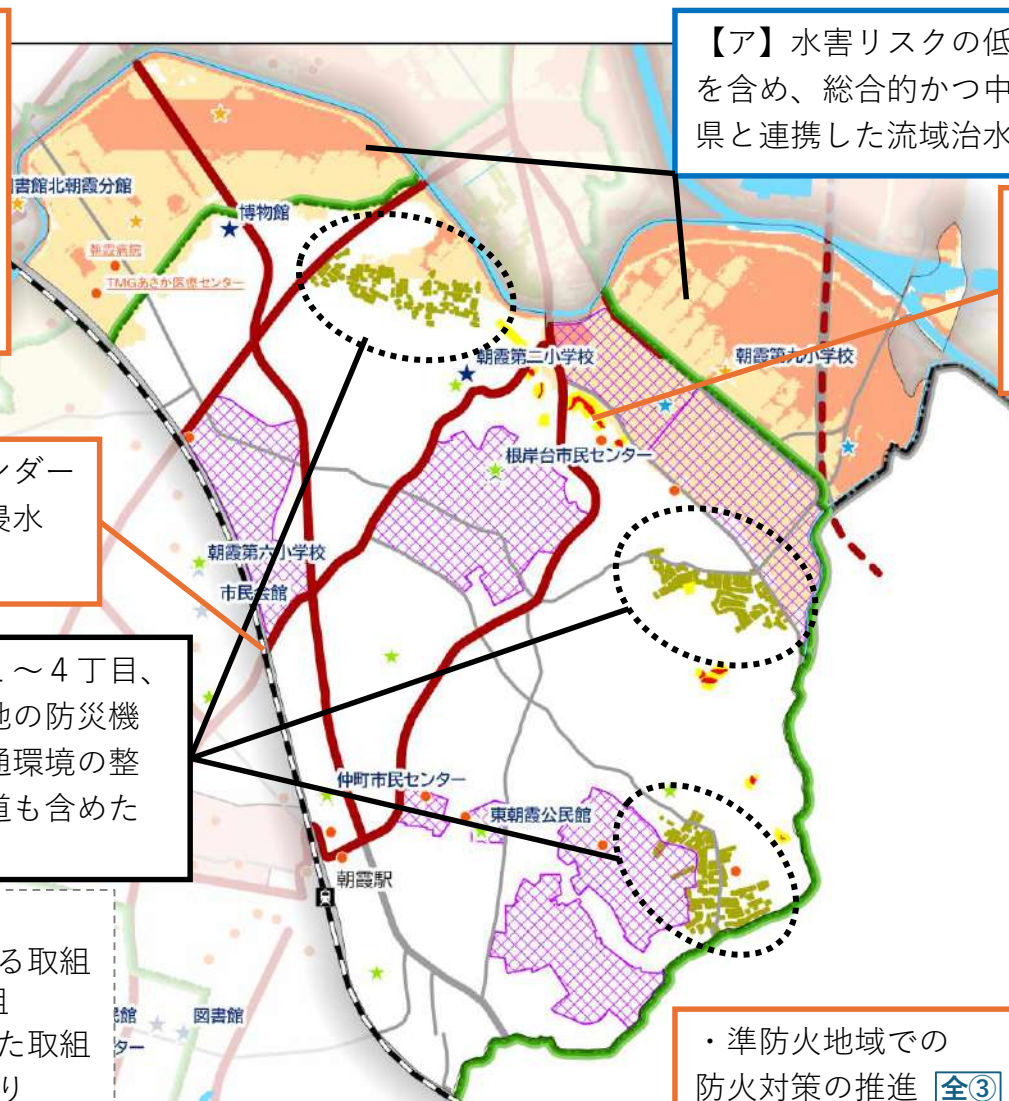 【ア】水害リスクの低
を含め、総合的かつ中
県と連携した流域治水
書館北朝霞分館
博物館
朝霞病院
TMGあさか医療センター
朝霞第二小学校
朝霞第九小学校
根岸台市民センター
ンダー
浸水
朝霞第六小学校
市民会館
～４丁目、
地の防災機
通環境の整
道も含めた
仲町市民センター
東朝霞公民館
朝霞駅
る取組
組
た取組
り
図書館
館
ター
・準防火地域での
防火対策の推進 全③